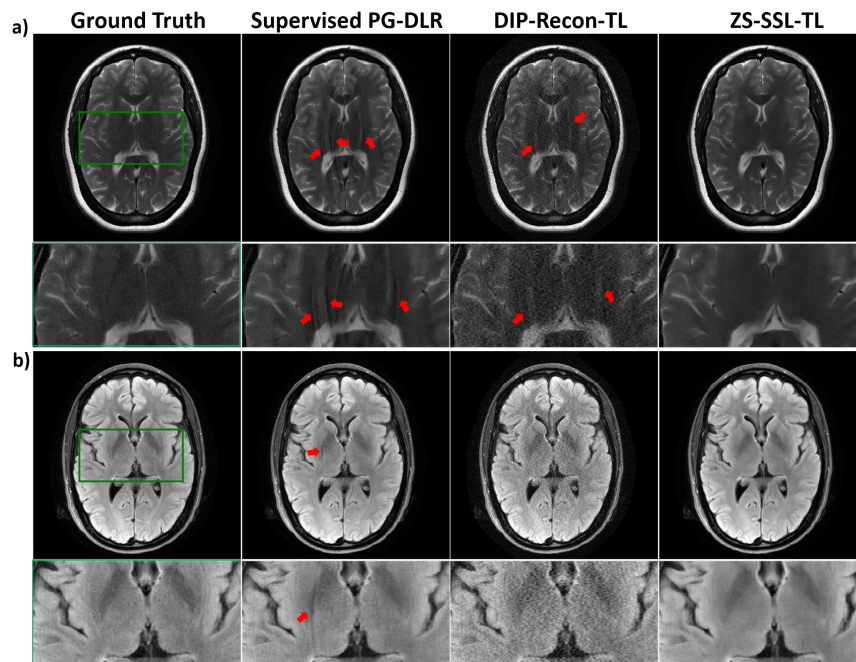 Ground Truth Supervised PG-DLR DIP-Recon-TL ZS-SSL-TL
a)
b)